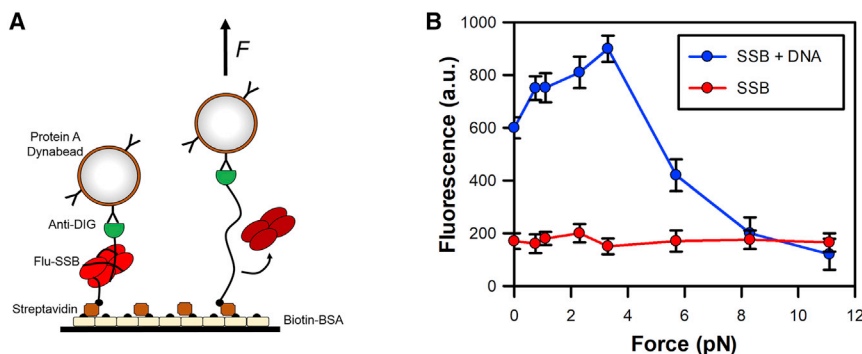 A
F
Protein A
Dynabead
Anti-DIG
Flu-SSB
Streptavidin
Biotin-BSA
B
Fluorescence (a.u.)
1000
800
600
400
200
0
0 2 4 6 8 10 12
Force (pN)
SSB + DNA
SSB